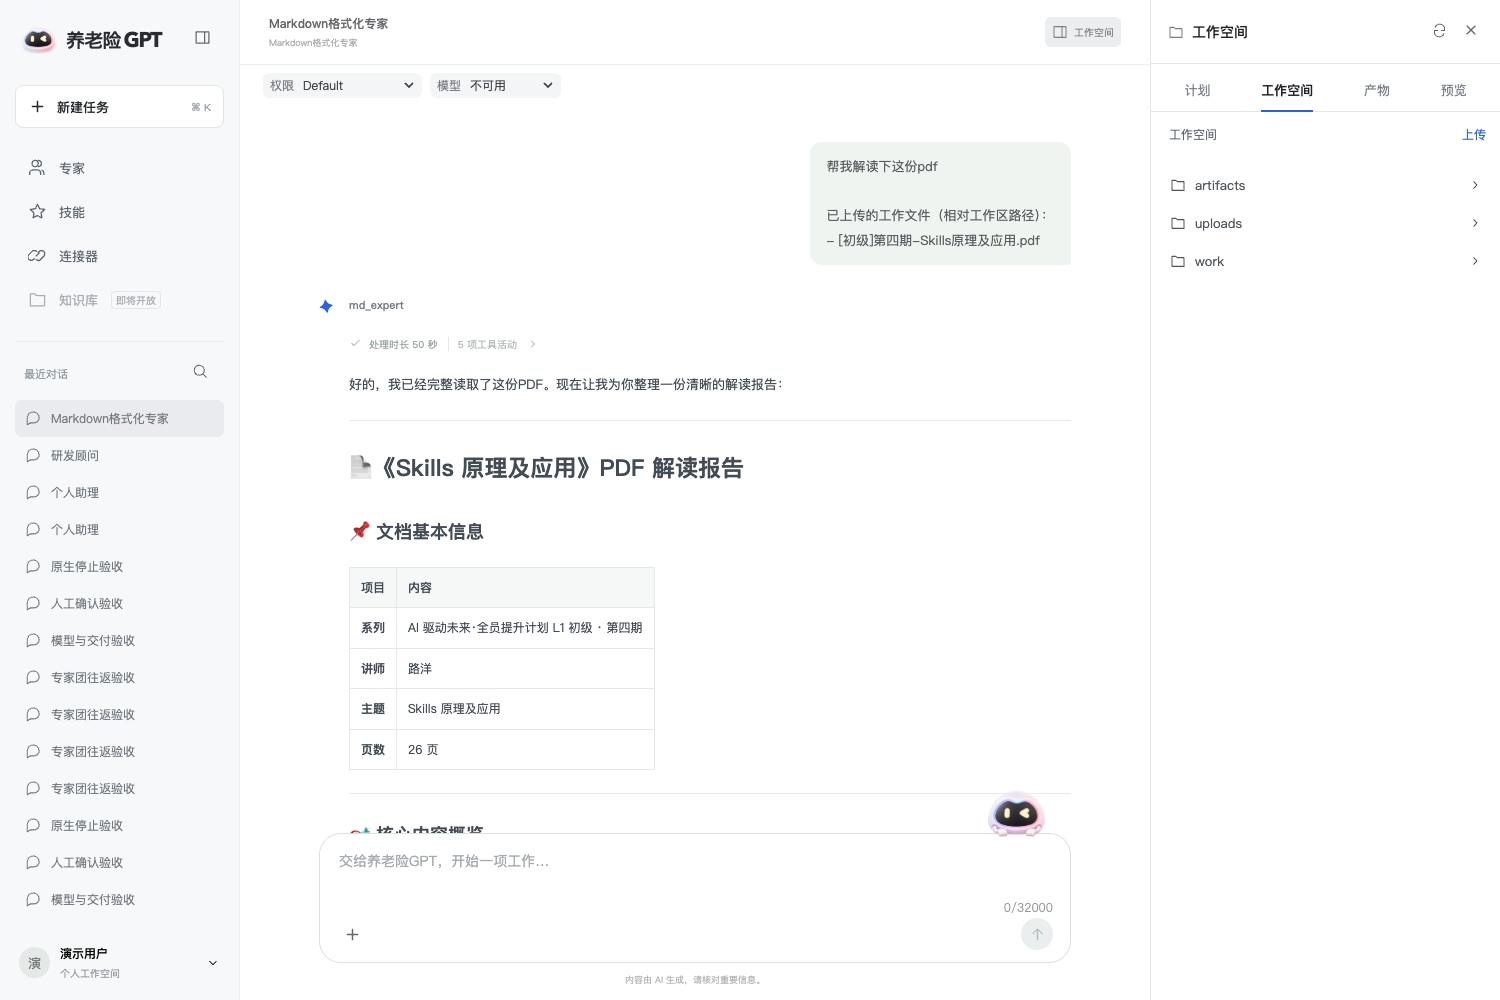 养老险GPT
新建任务 ⌘ K
专家
技能
连接器
知识库 即将开放
最近对话
Markdown格式化专家
研发顾问
个人助理
个人助理
原生停止验收
人工确认验收
模型与交付验收
专家团往返验收
专家团往返验收
专家团往返验收
专家团往返验收
原生停止验收
人工确认验收
模型与交付验收
演 演示用户
个人工作空间
Markdown格式化专家
Markdown格式化专家
工作空间
权限 Default 模型 不可用
帮我解读下这份pdf
已上传的工作文件（相对工作区路径）：
- [初级]第四期-Skills原理及应用.pdf
md_expert
处理时长 50 秒 5 项工具活动
好的，我已经完整读取了这份PDF。现在让我为你整理一份清晰的解读报告：
《Skills 原理及应用》PDF 解读报告
文档基本信息
项目 内容
系列 AI 驱动未来·全员提升计划 L1 初级 · 第四期
讲师 路洋
主题 Skills 原理及应用
页数 26 页
核心内容概览
交给养老险GPT，开始一项工作...
0/32000
内容由 AI 生成，请核对重要信息。
工作空间
计划 工作空间 产物 预览
工作空间 上传
artifacts
uploads
work